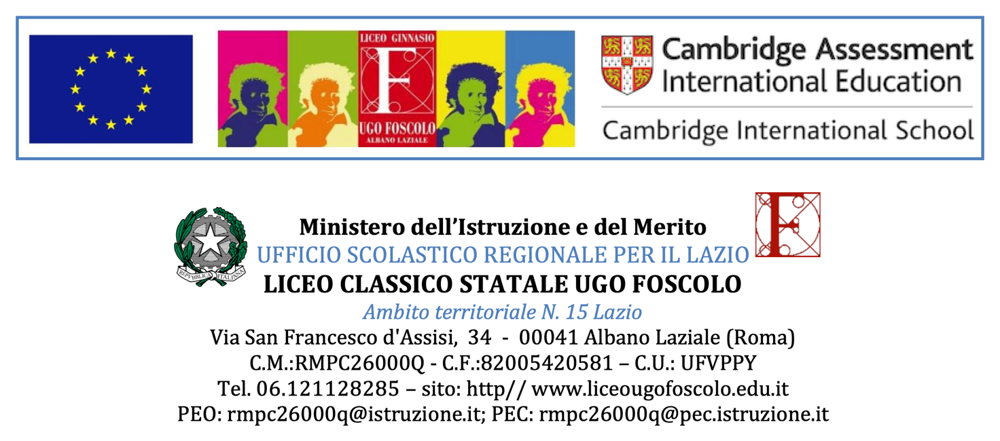 LICEO GINNASIO
F
UGO FOSCOLO
ALBANO LAZIALE
Cambridge Assessment
International Education
Cambridge International School
Ministero dell’Istruzione e del Merito
UFFICIO SCOLASTICO REGIONALE PER IL LAZIO
F
REPVBBLICA ITALIANA
LICEO CLASSICO STATALE UGO FOSCOLO
Ambito territoriale N. 15 Lazio
Via San Francesco d'Assisi, 34 - 00041 Albano Laziale (Roma)
C.M.:RMPC26000Q - C.F.:82005420581 – C.U.: UFVPPY
Tel. 06.121128285 – sito: http// www.liceougofoscolo.edu.it
PEO: rmpc26000q@istruzione.it; PEC: rmpc26000q@pec.istruzione.it